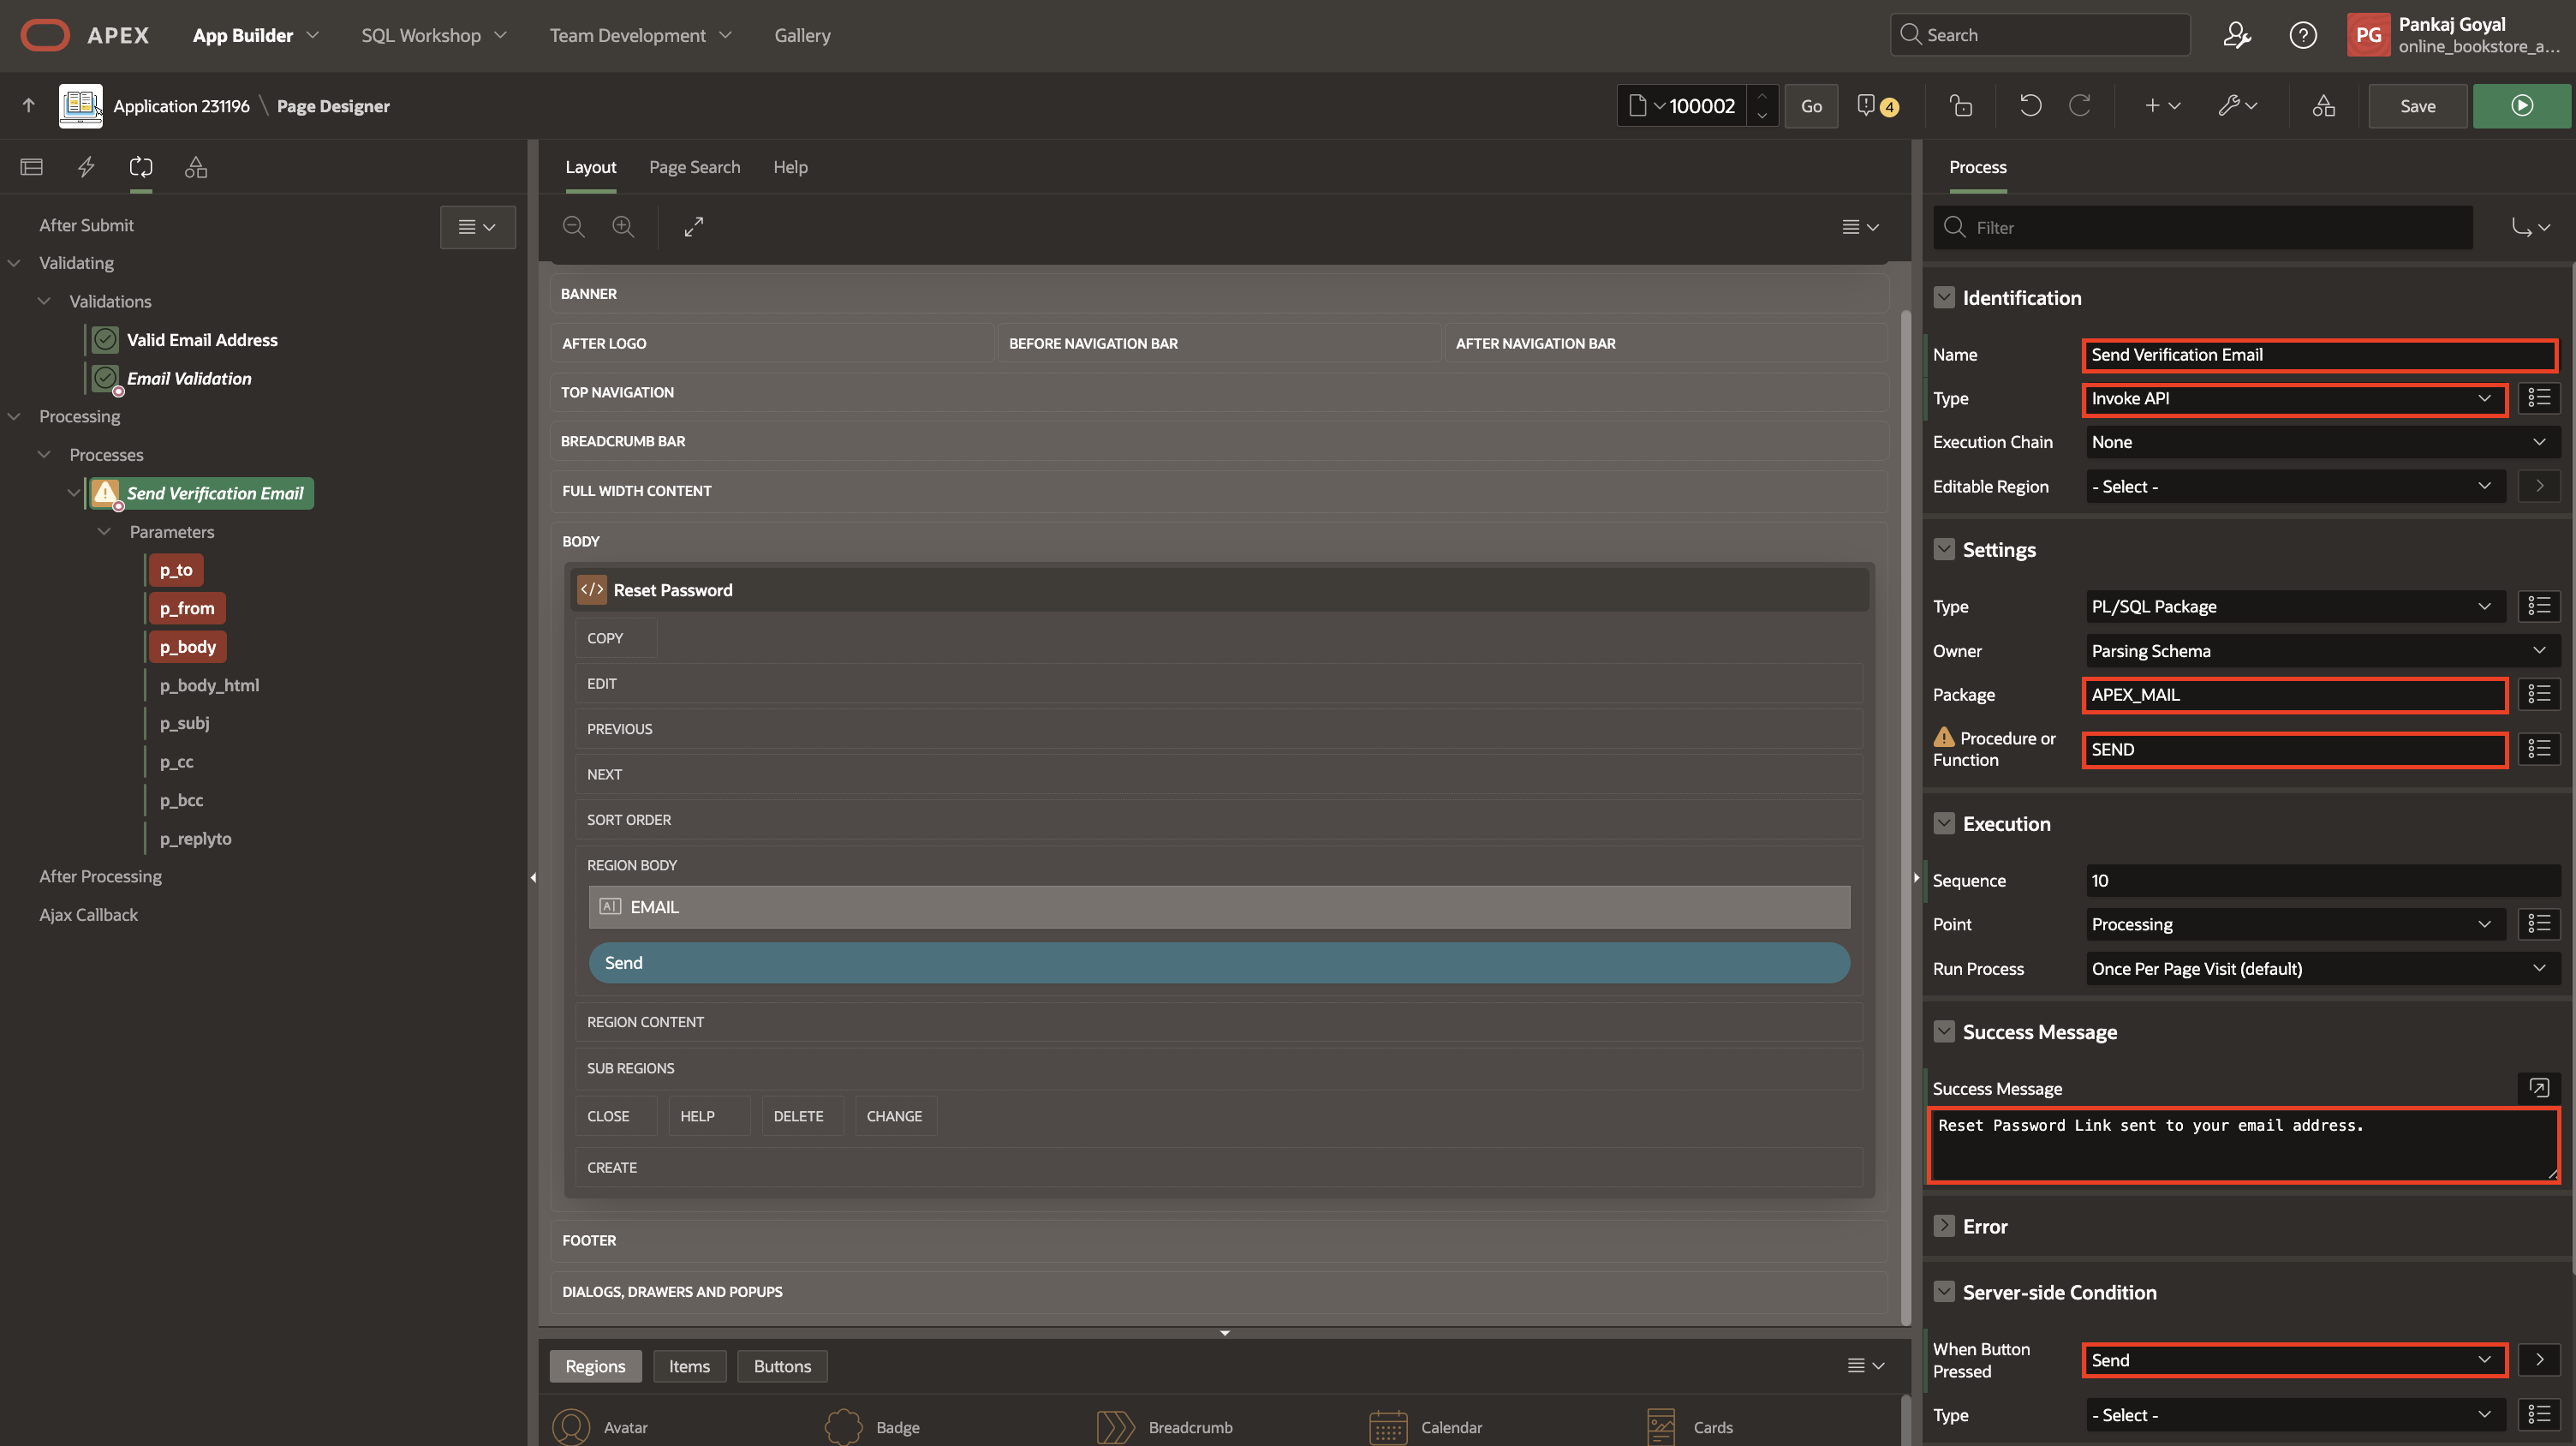 APEX App Builder SQL Workshop Team Development Gallery Search PG Pankaj Goyal
online_bookstore_a...
Application 231196 \ Page Designer 100002 Go 4 Save
Layout Page Search Help
Process
After Submit
Validating
Validations
Valid Email Address
Email Validation
Processing
Processes
Send Verification Email
Parameters
p_to
p_from
p_body
p_body_html
p_subj
p_cc
p_bcc
p_replyto
After Processing
Ajax Callback
BANNER
AFTER LOGO BEFORE NAVIGATION BAR AFTER NAVIGATION BAR
TOP NAVIGATION
BREADCRUMB BAR
FULL WIDTH CONTENT
BODY
Reset Password
COPY
EDIT
PREVIOUS
NEXT
SORT ORDER
REGION BODY
EMAIL
Send
REGION CONTENT
SUB REGIONS
CLOSE HELP DELETE CHANGE
CREATE
FOOTER
DIALOGS, DRAWERS AND POPUPS
Regions Items Buttons
Avatar Badge Breadcrumb Calendar Cards
Filter
Identification
Name Send Verification Email
Type Invoke API
Execution Chain None
Editable Region - Select -
Settings
Type PL/SQL Package
Owner Parsing Schema
Package APEX_MAIL
Procedure or
Function SEND
Execution
Sequence 10
Point Processing
Run Process Once Per Page Visit (default)
Success Message
Success Message
Reset Password Link sent to your email address.
Error
Server-side Condition
When Button
Pressed Send
Type - Select -